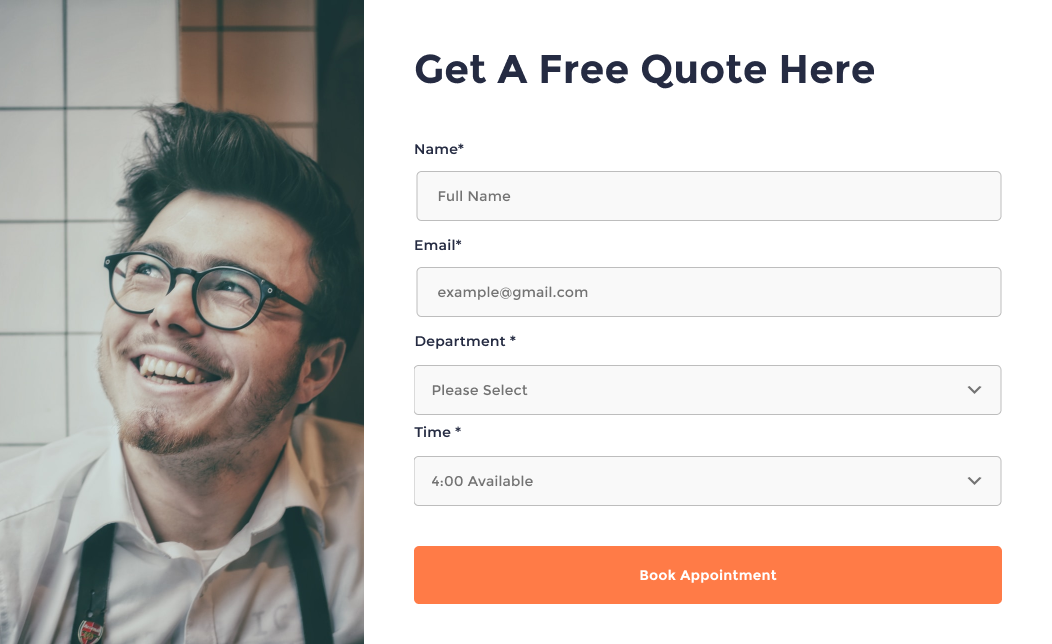 Get A Free Quote Here
Name*
Full Name
Email*
example@gmail.com
Department *
Please Select
Time *
4:00 Available
Book Appointment